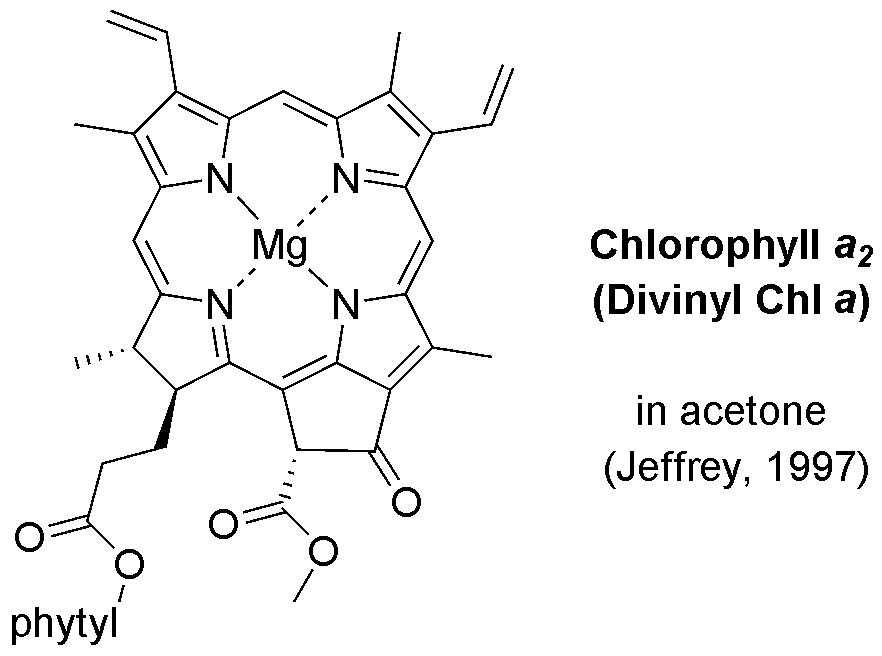 N
N
Mg
N
N
Chlorophyll a₂
(Divinyl Chl a)
in acetone
(Jeffrey, 1997)
O
O
O
O
O
phytyl